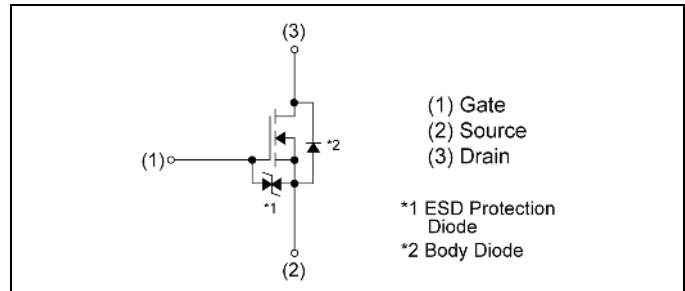 (3)
(1)
*2
*1
(2)
(1) Gate
(2) Source
(3) Drain
*1 ESD Protection
Diode
*2 Body Diode